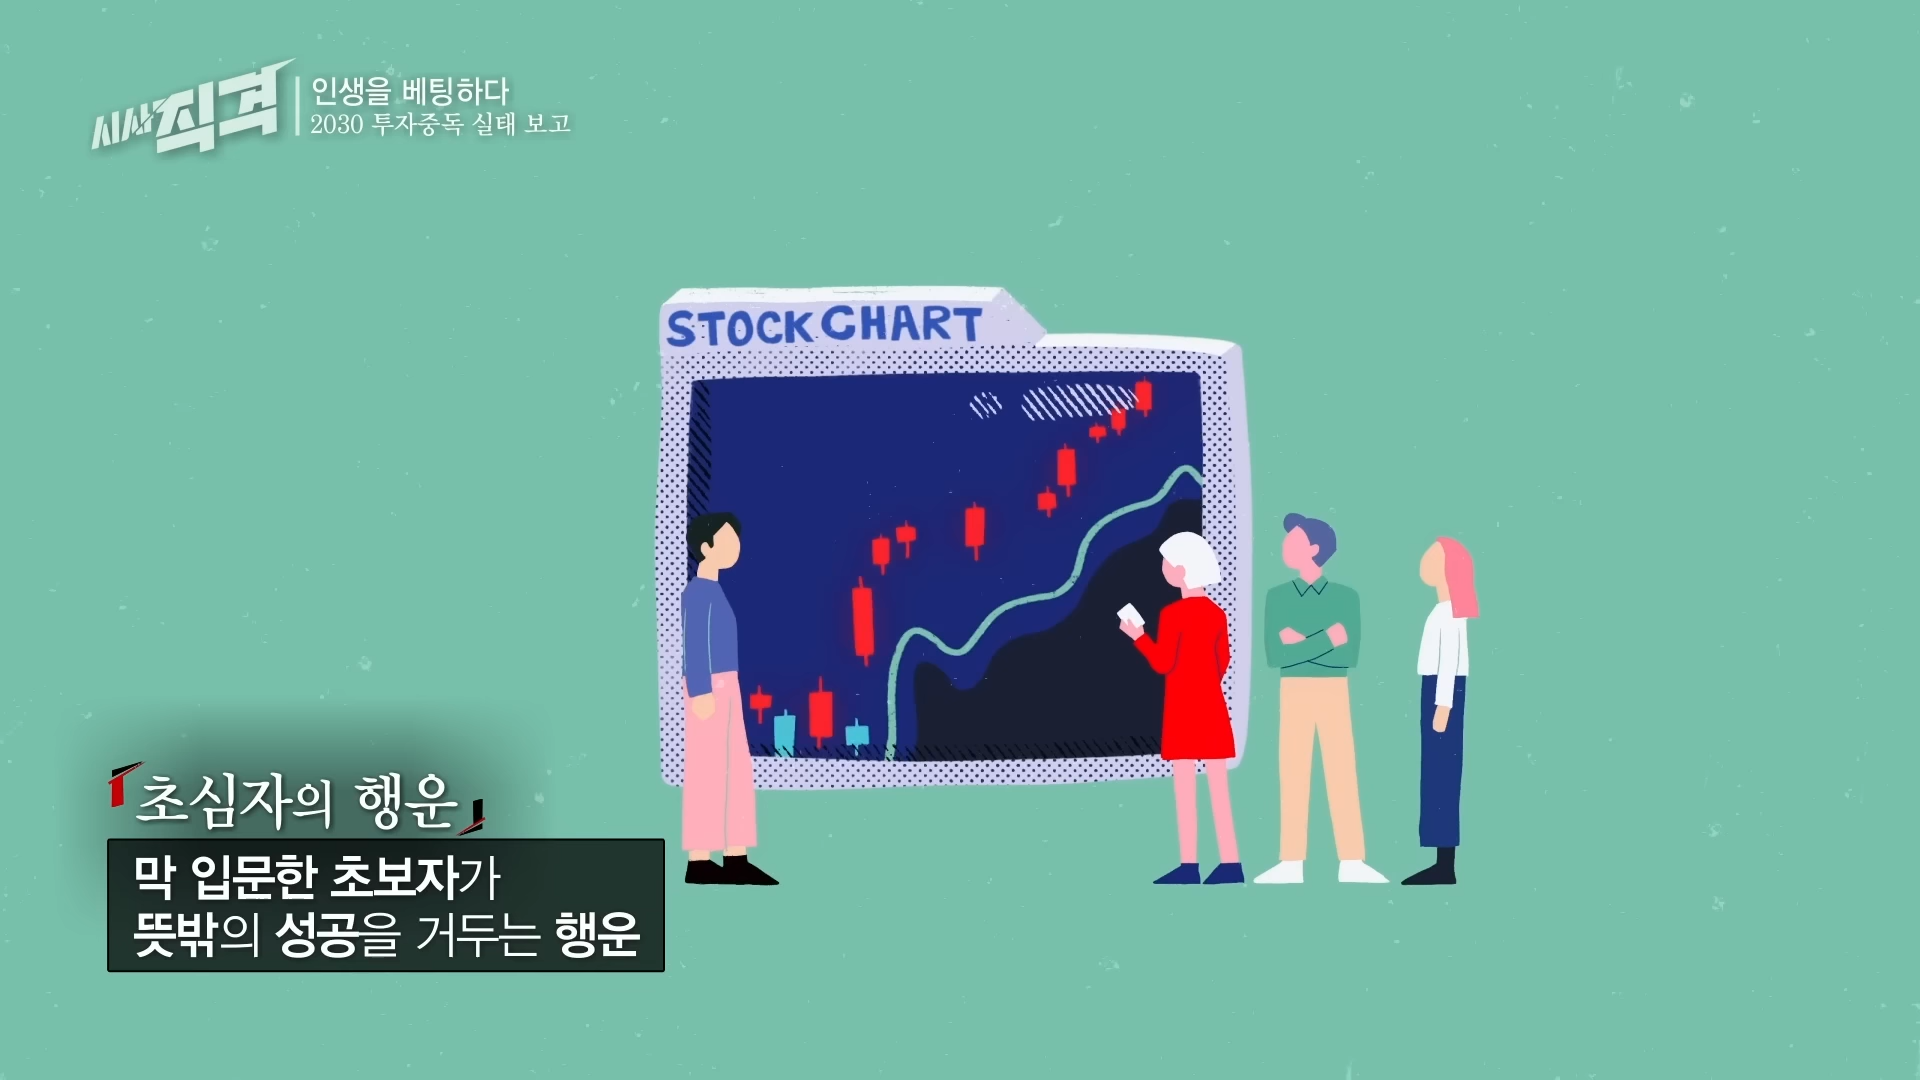 시사직격
인생을 베팅하다
2030 투자중독 실태 보고
STOCK CHART
「초심자의 행운」
막 입문한 초보자가
뜻밖의 성공을 거두는 행운